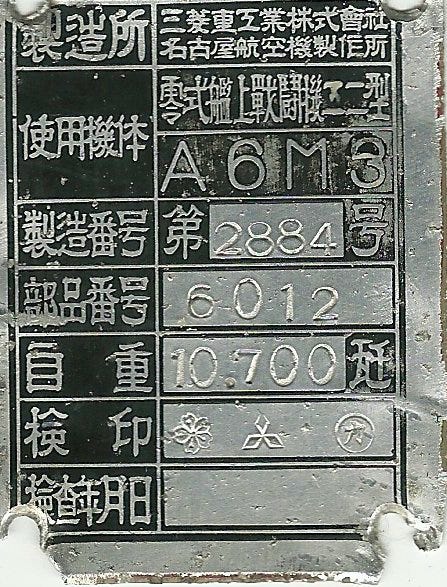 製造所 三菱重工業株式會社
名古屋航空機製作所
使用機体 零式艦上戰鬪機二二型
A6M3
製造番号 第2884号
部品番号 6012
自重 10.700瓩
検印
検査年月日